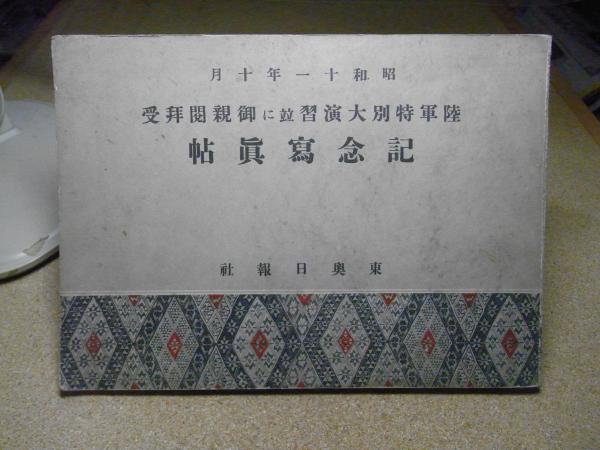 昭和十一年十月
陸軍特別大演習竝に御親閲拜受
記念寫眞帖
東奥日報社